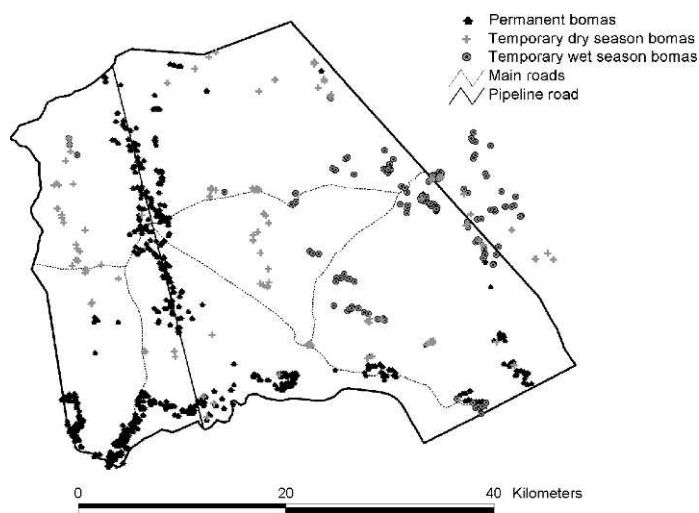 Permanent bomas
Temporary dry season bomas
Temporary wet season bomas
Main roads
Pipeline road
0 20 40 Kilometers